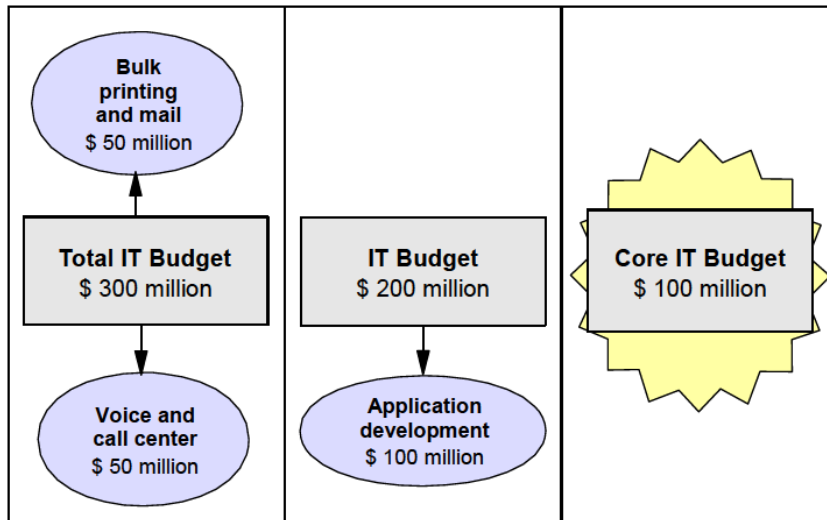 Bulk
printing
and mail
$ 50 million
Total IT Budget
$ 300 million
Voice and
call center
$ 50 million
IT Budget
$ 200 million
Application
development
$ 100 million
Core IT Budget
$ 100 million